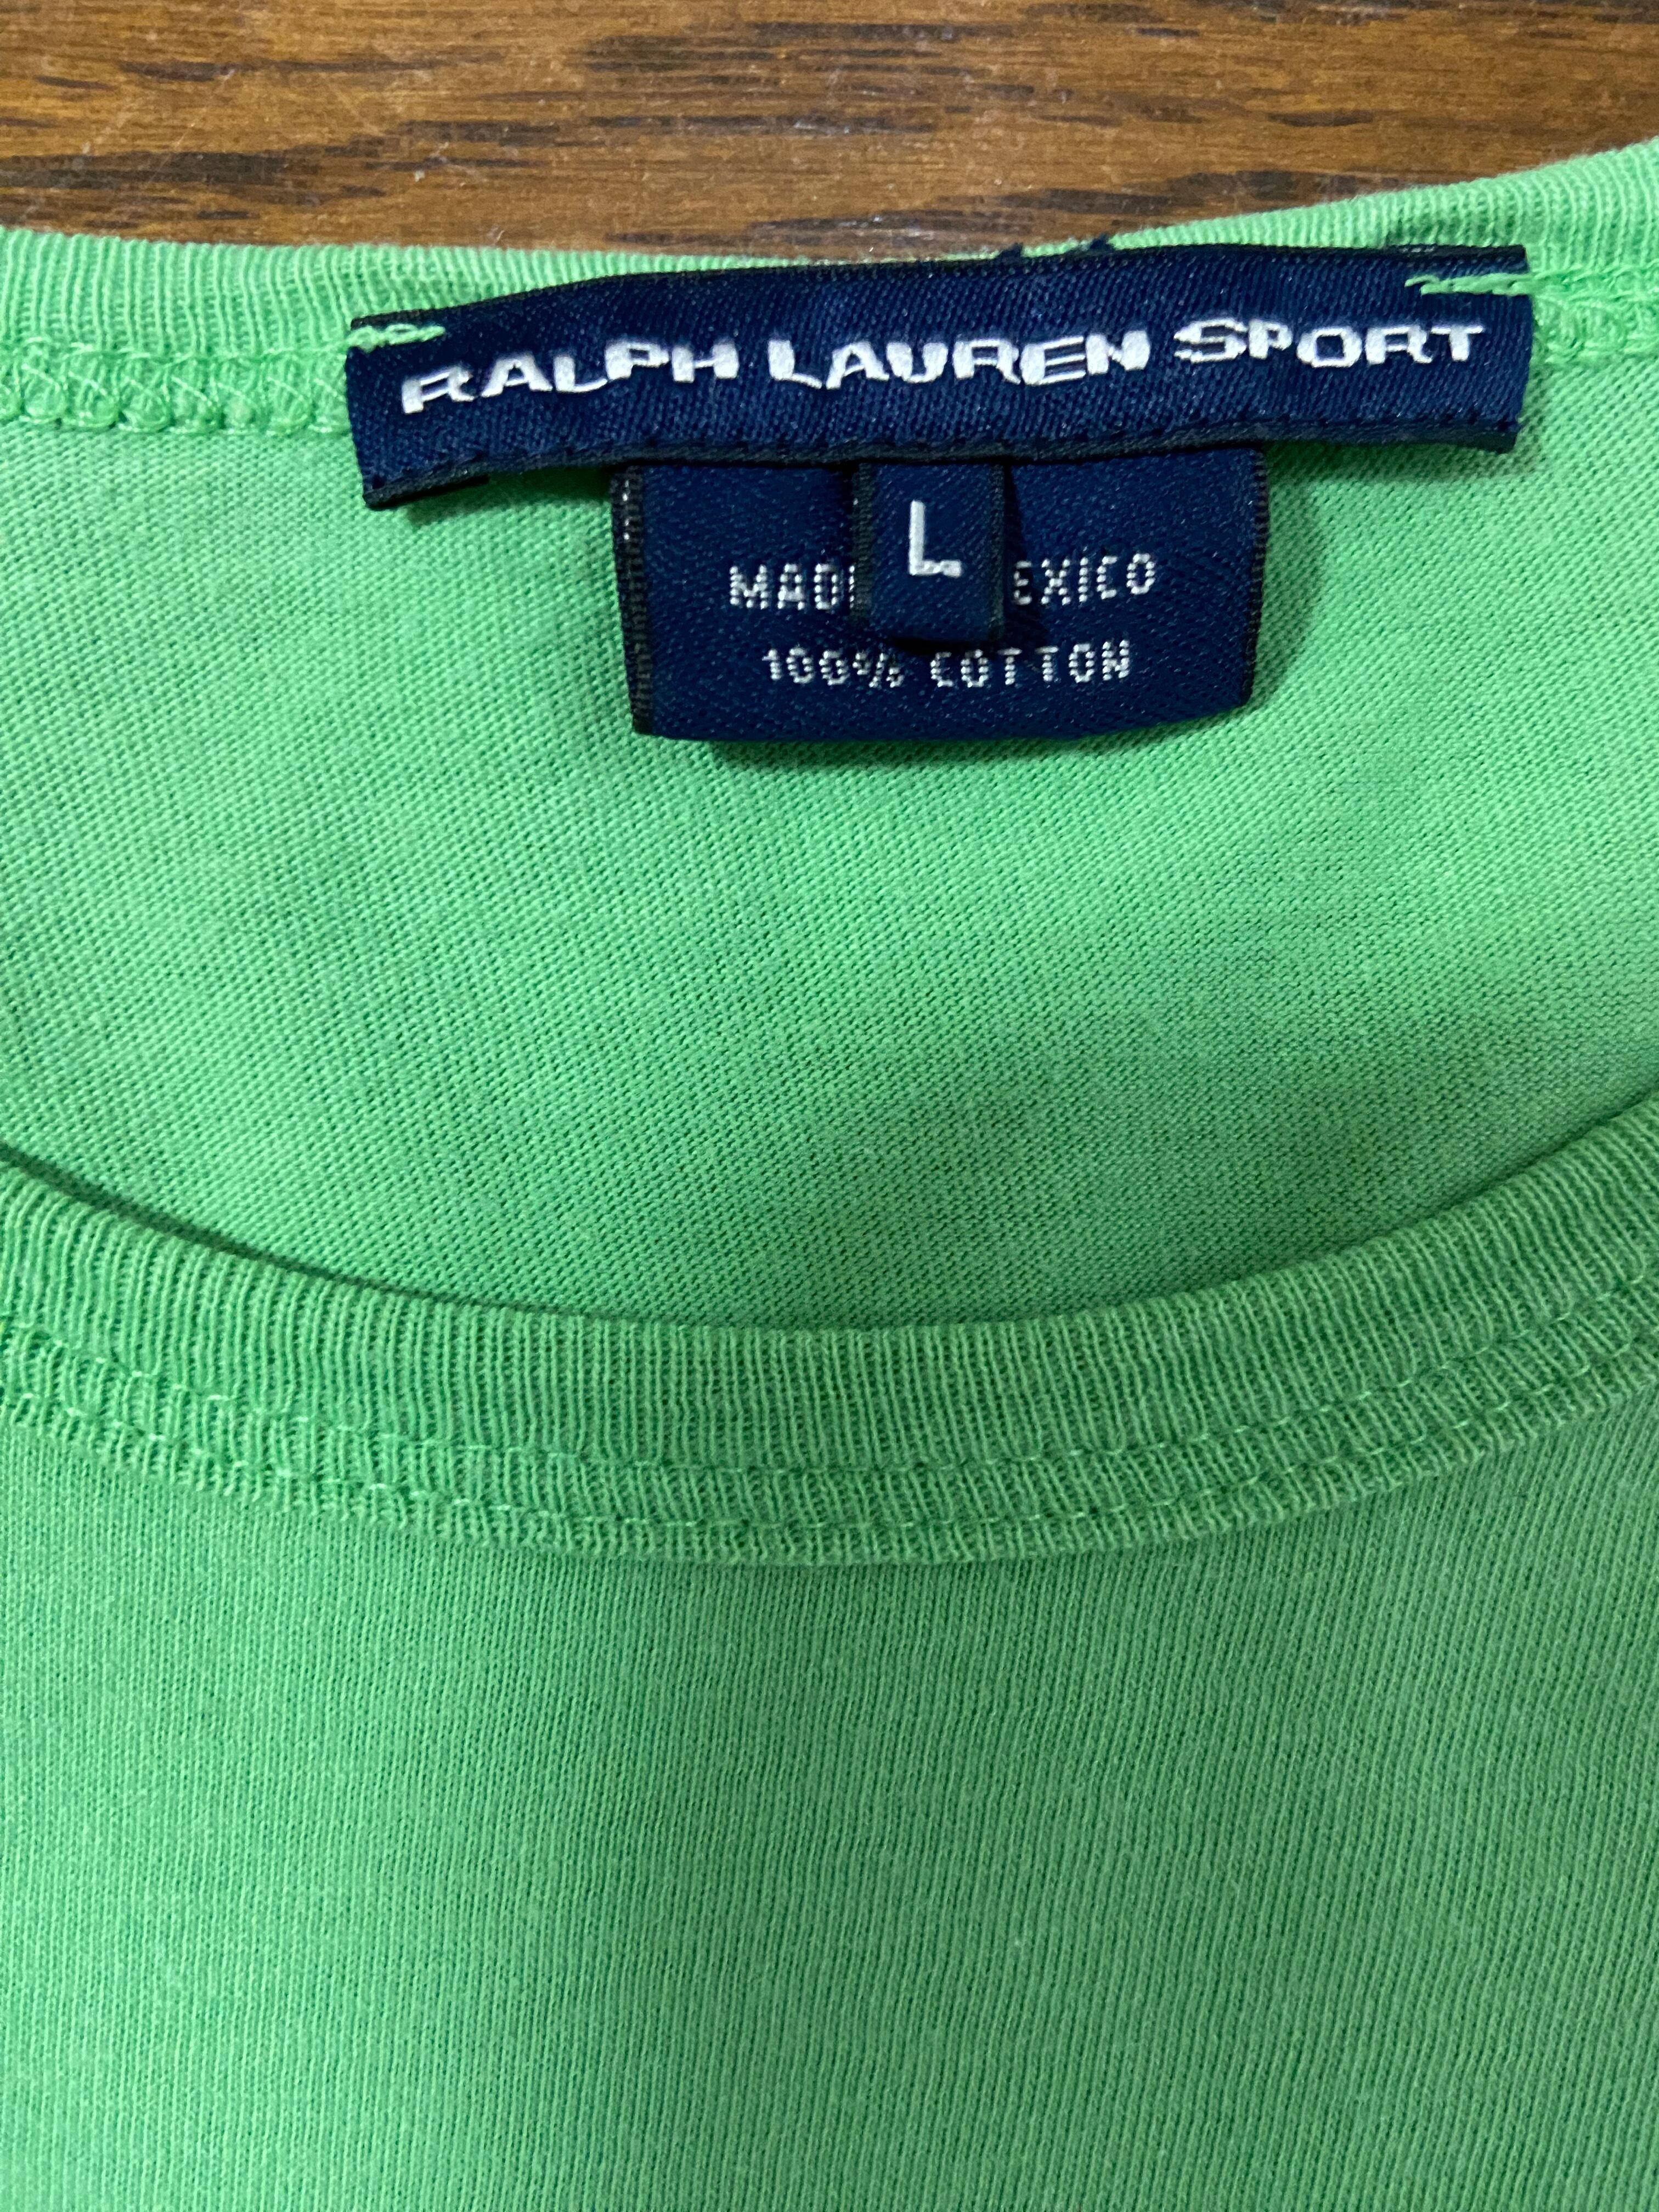 RALPH LAUREN SPORT
L
MAD EXICO
100% COTTON